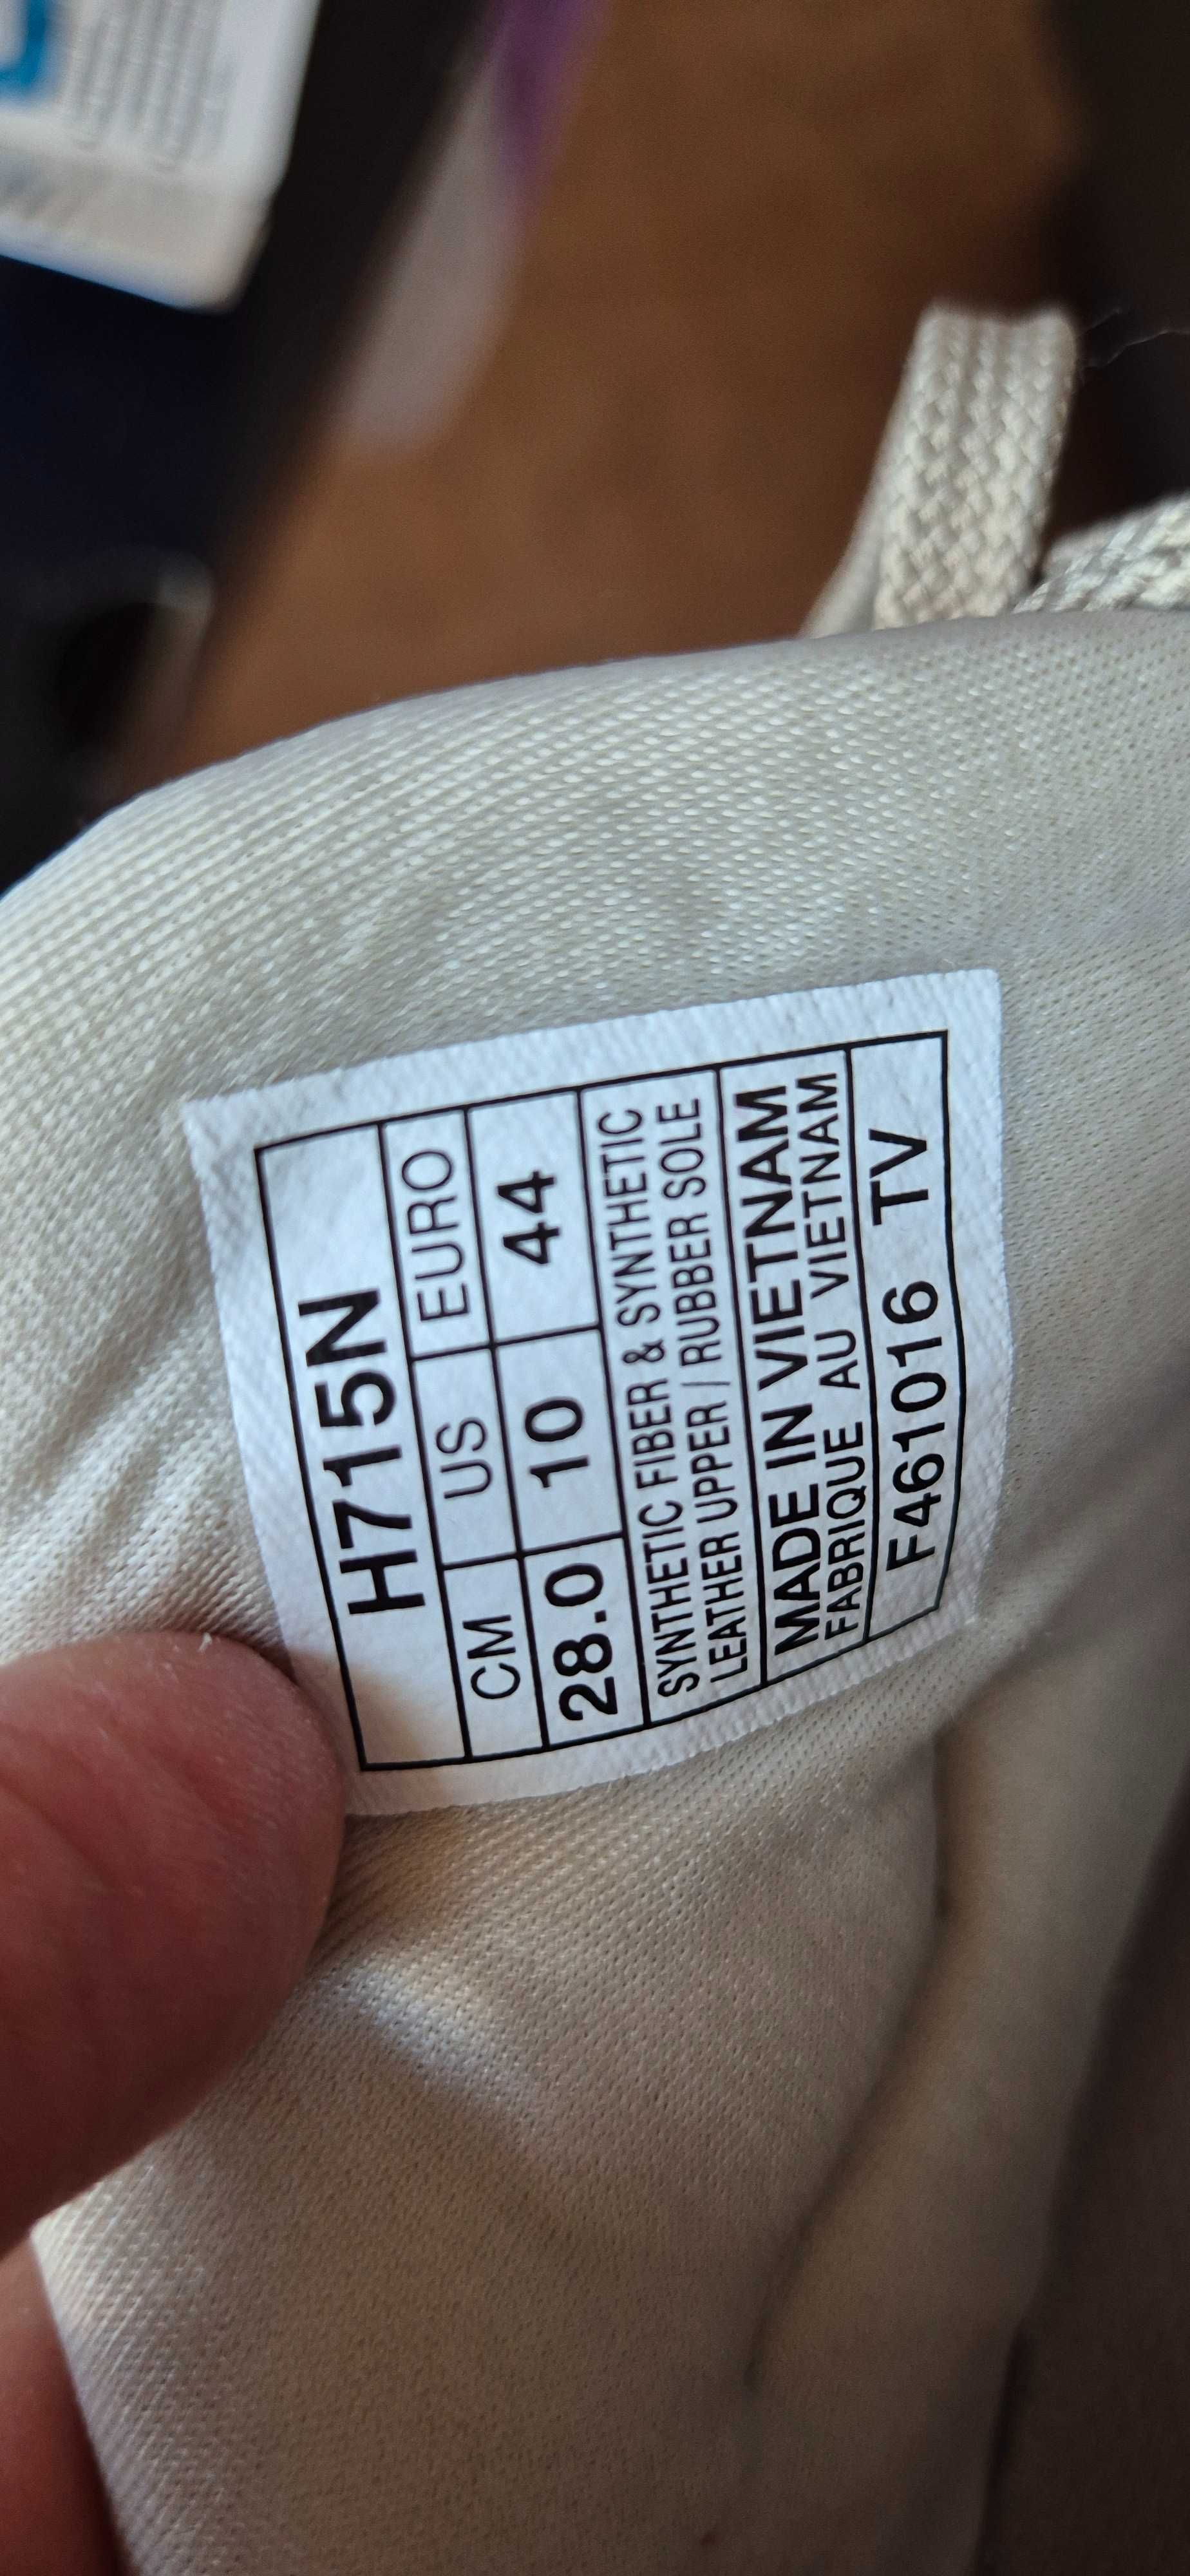 H715N
CM US EURO
28.0 10 44
SYNTHETIC FIBER & SYNTHETIC
LEATHER UPPER / RUBBER SOLE
MADE IN VIETNAM
FABRIQUE AU VIETNAM
F461016 TV